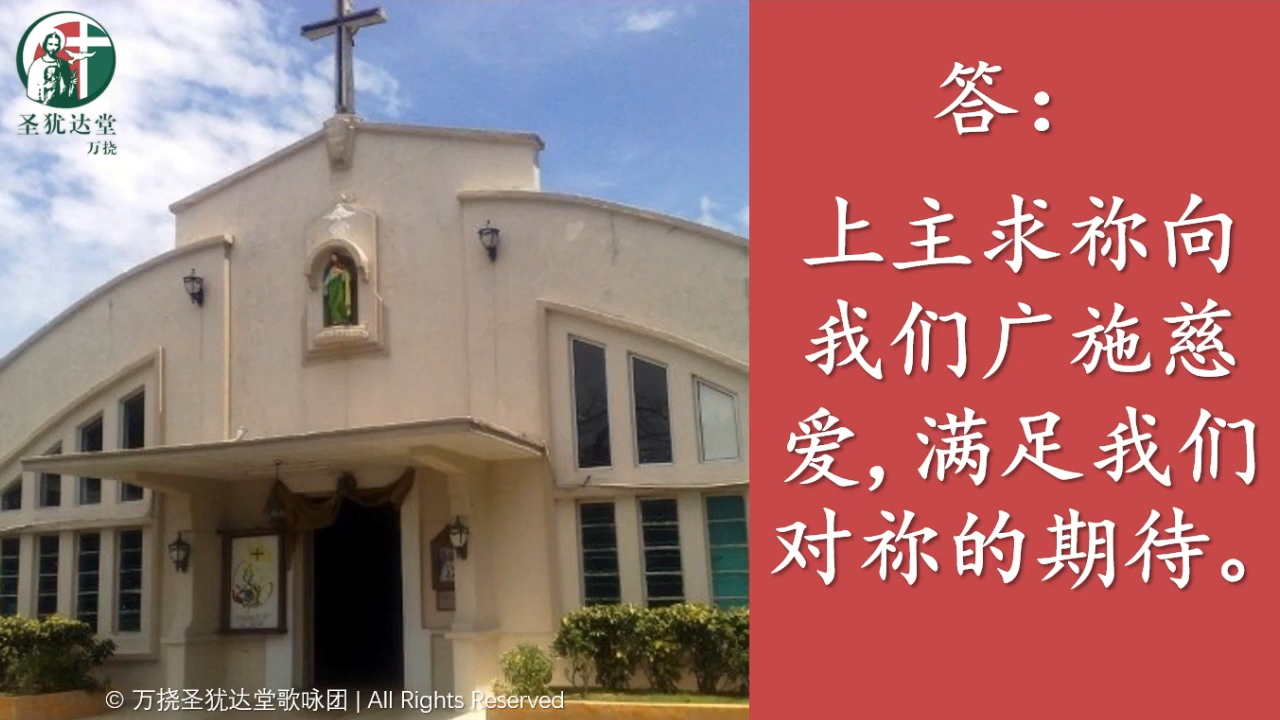 圣犹达堂
万挠
答：
上主求祢向
我们广施慈
爱,满足我们
对祢的期待。
© 万挠圣犹达堂歌咏团 | All Rights Reserved